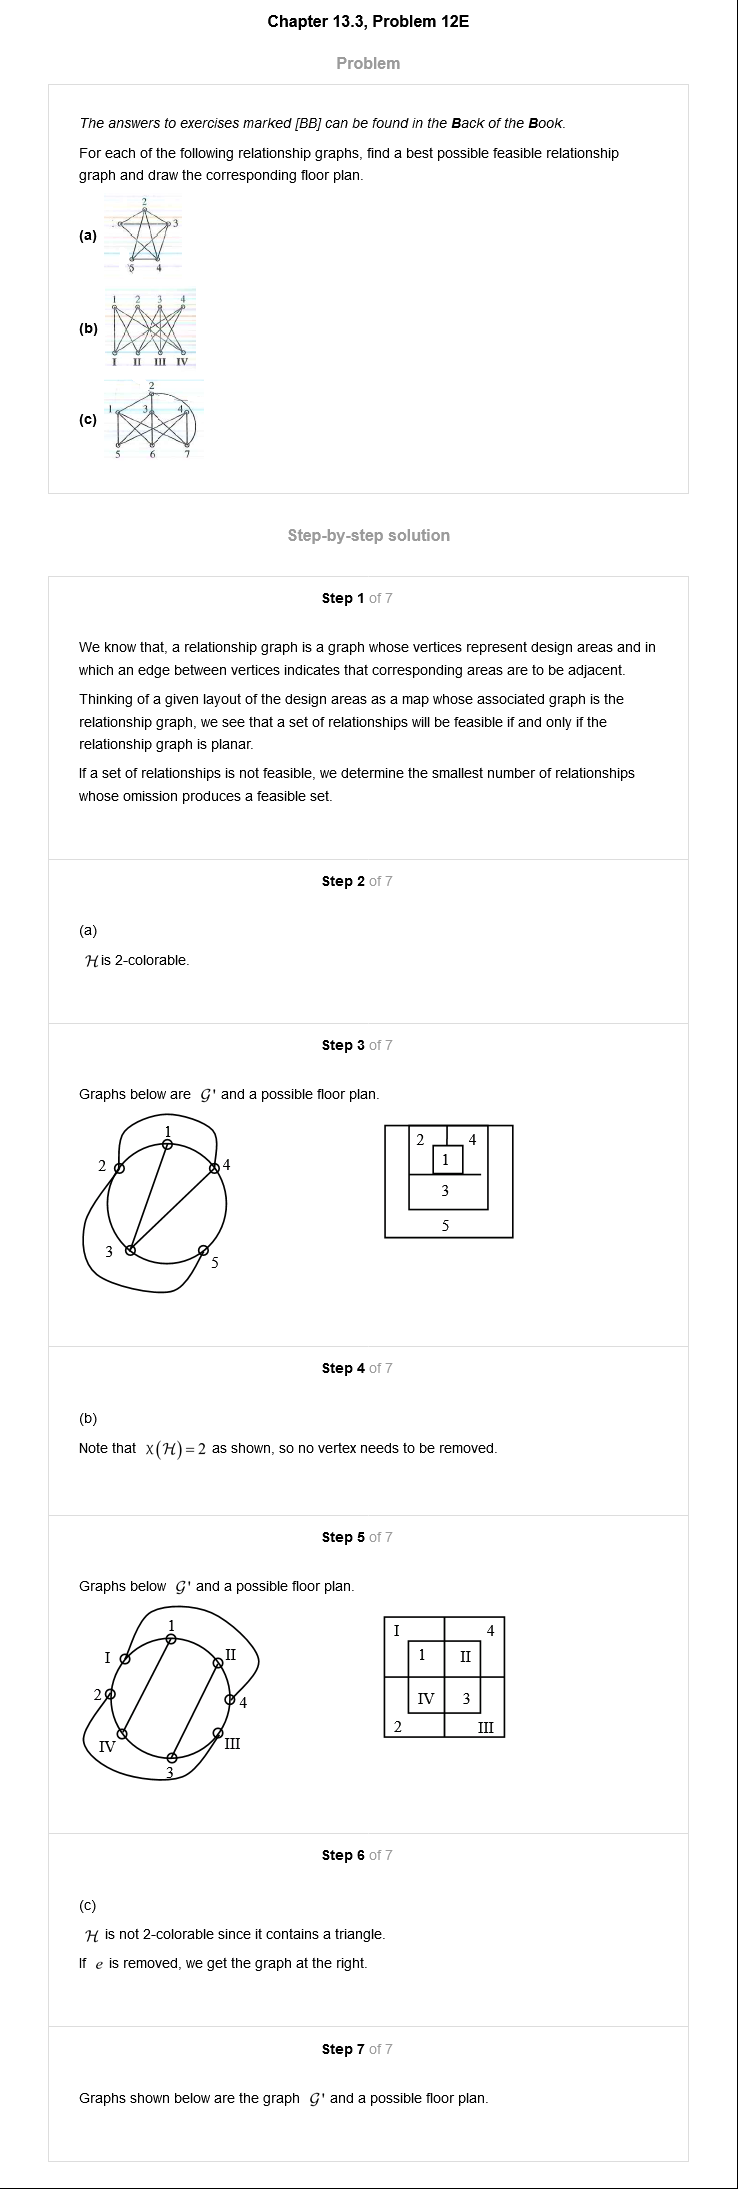 Chapter 13.3, Problem 12E
Problem
The answers to exercises marked [BB] can be found in the Back of the Book.
For each of the following relationship graphs, find a best possible feasible relationship
graph and draw the corresponding floor plan.
2
3
(a)
5 4
1 2 3 4
(b)
I II III IV
2
1 3 4
(c)
5 6 7
Step-by-step solution
Step 1 of 7
We know that, a relationship graph is a graph whose vertices represent design areas and in
which an edge between vertices indicates that corresponding areas are to be adjacent.
Thinking of a given layout of the design areas as a map whose associated graph is the
relationship graph, we see that a set of relationships will be feasible if and only if the
relationship graph is planar.
If a set of relationships is not feasible, we determine the smallest number of relationships
whose omission produces a feasible set.
Step 2 of 7
(a)
ℋ is 2-colorable.
Step 3 of 7
Graphs below are 𝒢' and a possible floor plan.
1
2 4
3
5
2 4
1
3
5
Step 4 of 7
(b)
Note that χ(ℋ)=2 as shown, so no vertex needs to be removed.
Step 5 of 7
Graphs below 𝒢' and a possible floor plan.
1
I II
2 4
IV III
3
I 4
1 II
IV 3
2 III
Step 6 of 7
(c)
ℋ is not 2-colorable since it contains a triangle.
If e is removed, we get the graph at the right.
Step 7 of 7
Graphs shown below are the graph 𝒢' and a possible floor plan.